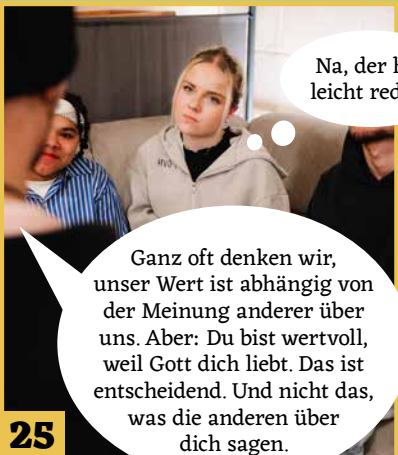 Na, der
leicht
Ganz oft denken wir,
unser Wert ist abhängig von
der Meinung anderer über
uns. Aber: Du bist wertvoll,
weil Gott dich liebt. Das ist
entscheidend. Und nicht das,
was die anderen über
dich sagen.
25